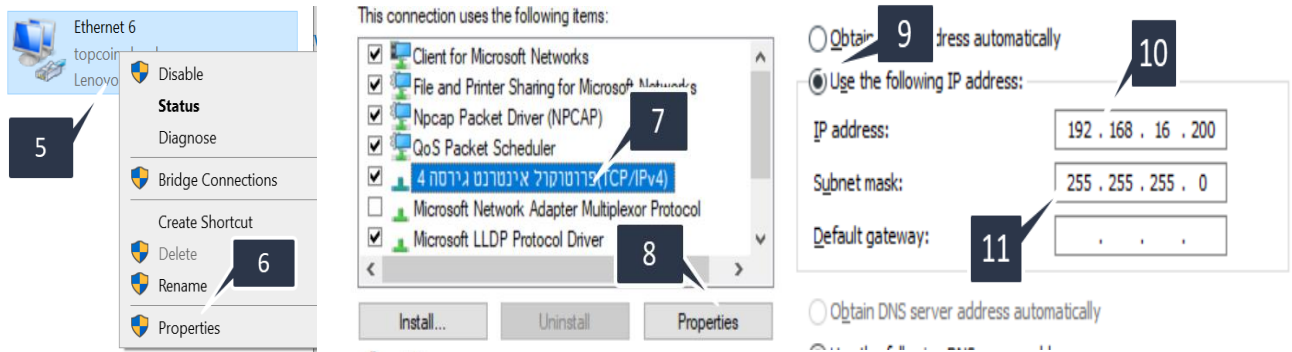 Ethernet 6
Lenovo
Disable
Status
Diagnose
Bridge Connections
Create Shortcut
Delete
Rename
Properties
5
6
This connection uses the following items:
Client for Microsoft Networks
File and Printer Sharing for Microsoft Networks
Npcap Packet Driver (NPCAP)
QoS Packet Scheduler
פרוטוקול אינטרנט גירסה 4 (TCP/IPv4)
Microsoft Network Adapter Multiplexor Protocol
Microsoft LLDP Protocol Driver
7
8
Install...
Uninstall
Properties
9
automatically
10
Use the following IP address:
IP address:
192 . 168 . 16 . 200
Subnet mask:
255 . 255 . 255 . 0
Default gateway:
. . .
11
Obtain DNS server address automatically